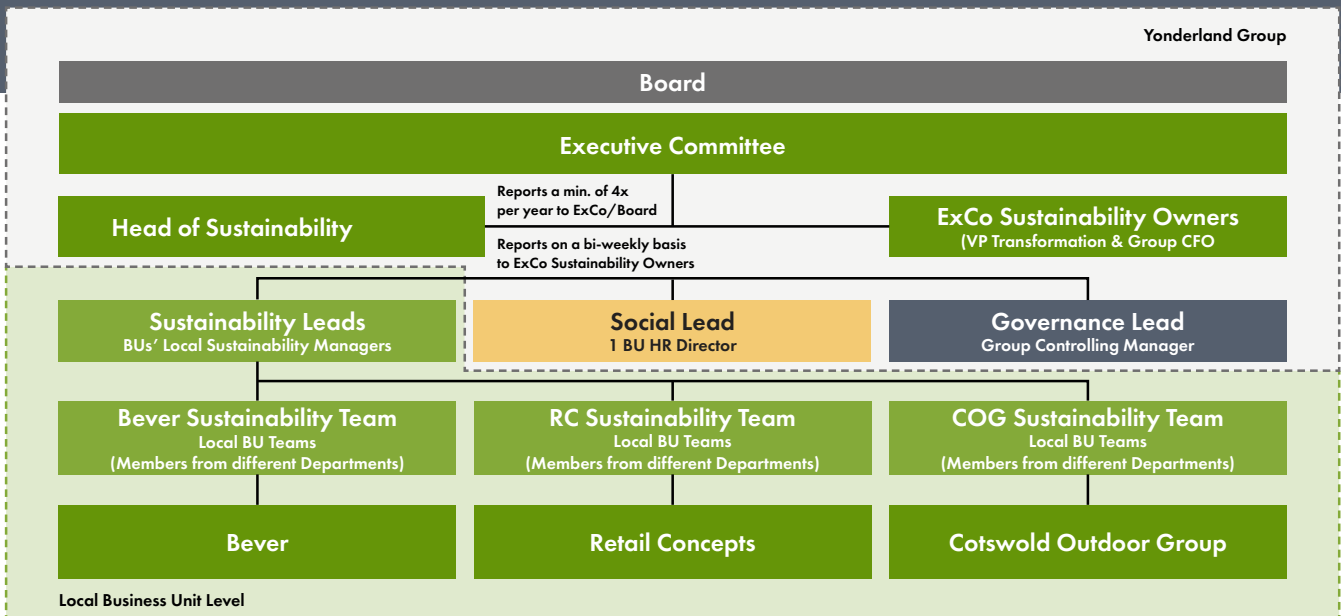 Yonderland Group
Board
Executive Committee
Reports a min. of 4x
per year to ExCo/Board
Head of Sustainability
ExCo Sustainability Owners
(VP Transformation & Group CFO
Reports on a bi-weekly basis
to ExCo Sustainability Owners
Sustainability Leads
BUs' Local Sustainability Managers
Social Lead
1 BU HR Director
Governance Lead
Group Controlling Manager
Bever Sustainability Team
Local BU Teams
(Members from different Departments)
RC Sustainability Team
Local BU Teams
(Members from different Departments)
COG Sustainability Team
Local BU Teams
(Members from different Departments)
Bever
Retail Concepts
Cotswold Outdoor Group
Local Business Unit Level